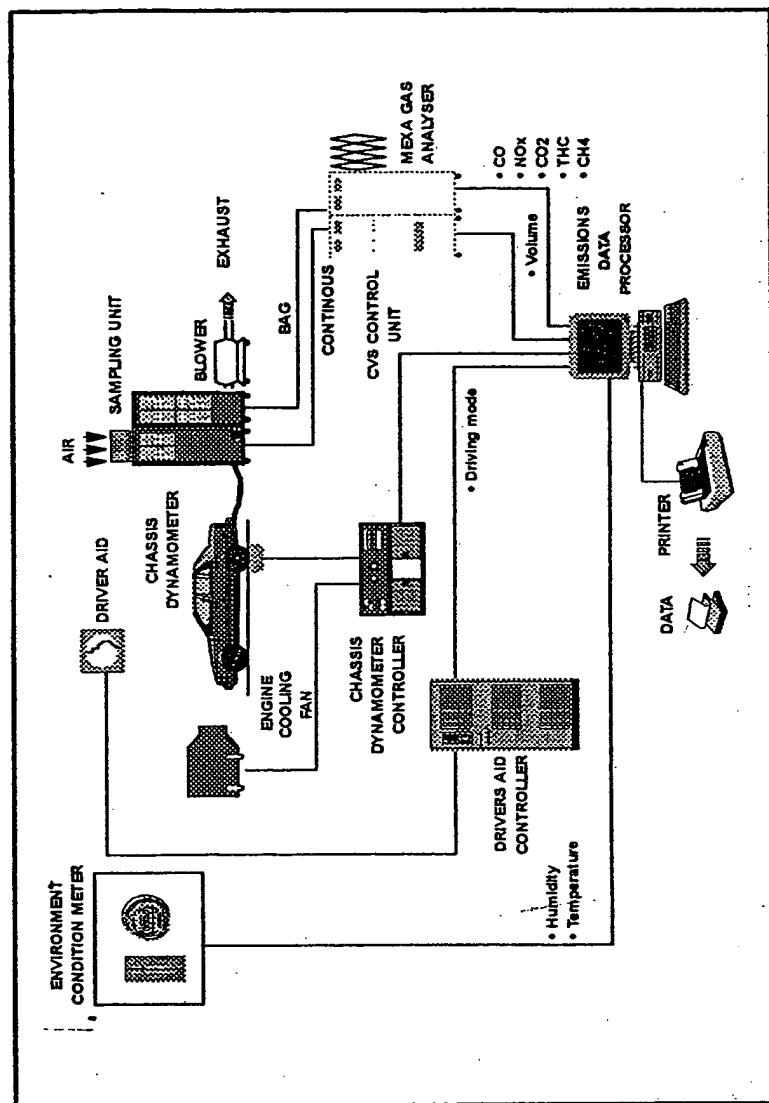 ENVIRONMENT
CONDITION METER
DRIVER AID
AIR
SAMPLING UNIT
BLOWER
EXHAUST
CHASSIS
DYNAMOMETER
ENGINE
COOLING
FAN
BAG
CONTINOUS
CVS CONTROL
UNIT
MEXA GAS
ANALYSER
CHASSIS
DYNAMOMETER
CONTROLLER
DRIVERS AID
CONTROLLER
• Humidity
• Temperature
• Driving mode
• Volume
• CO
• NOx
• CO2
• THC
• CH4
EMISSIONS
DATA
PROCESSOR
PRINTER
DATA